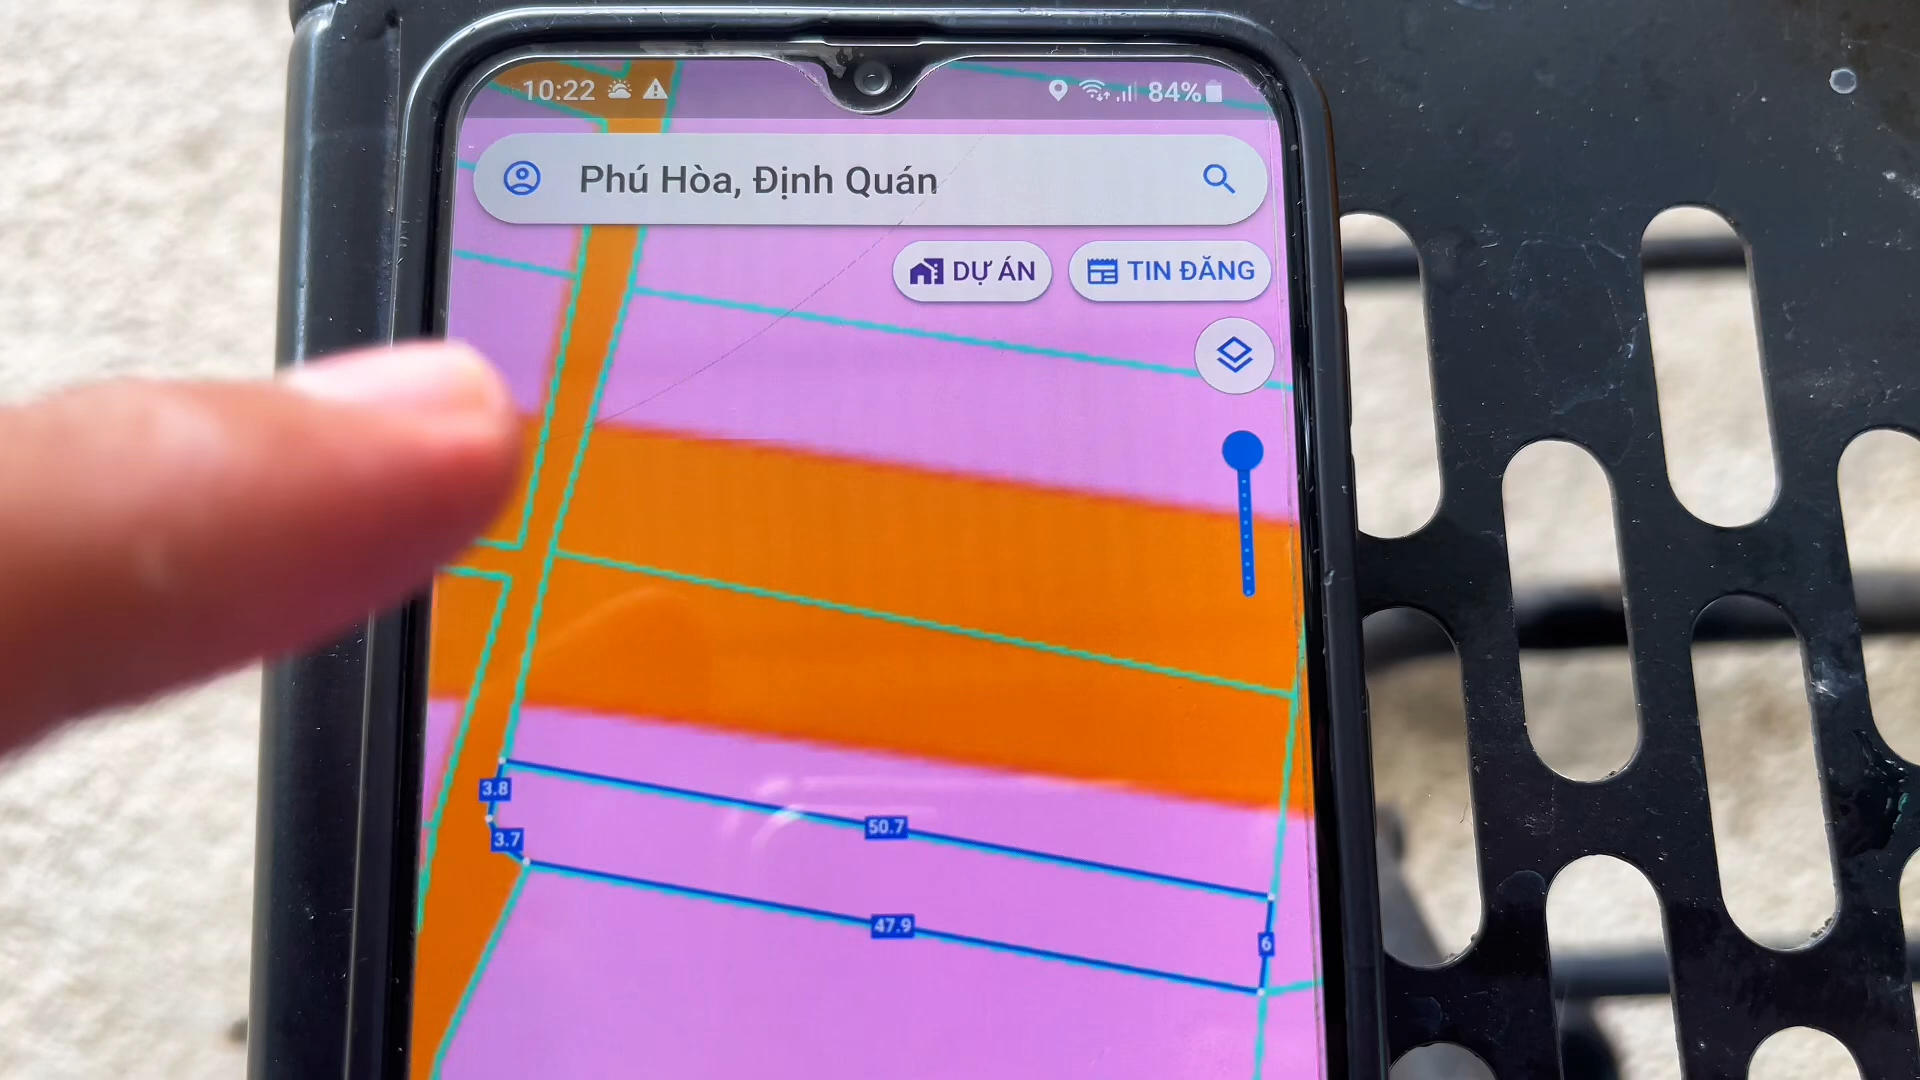 10:22
84%
Phú Hòa, Định Quán
DỰ ÁN
TIN ĐĂNG
3.8
50.7
3.7
47.9
6